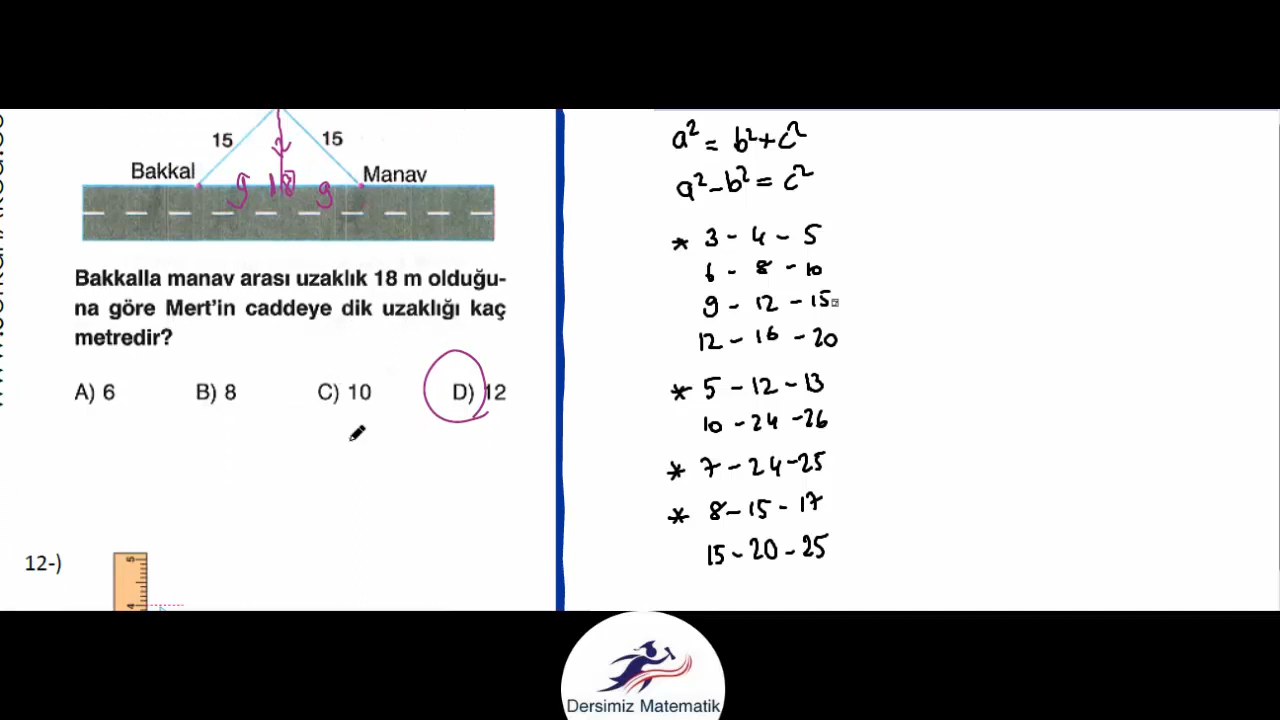 15 15
Bakkal Manav
9 18 9
Bakkalla manav arası uzaklık 18 m olduğu-
na göre Mert'in caddeye dik uzaklığı kaç
metredir?
A) 6 B) 8 C) 10 D) 12
12-)
5
4
a² = b²+c²
a²-b² = c²
* 3 - 4 - 5
6 - 8 - 10
9 - 12 - 15
12 - 16 - 20
* 5 - 12 - 13
10 - 24 - 26
* 7 - 24 - 25
* 8 - 15 - 17
15 - 20 - 25
Dersimiz Matematik